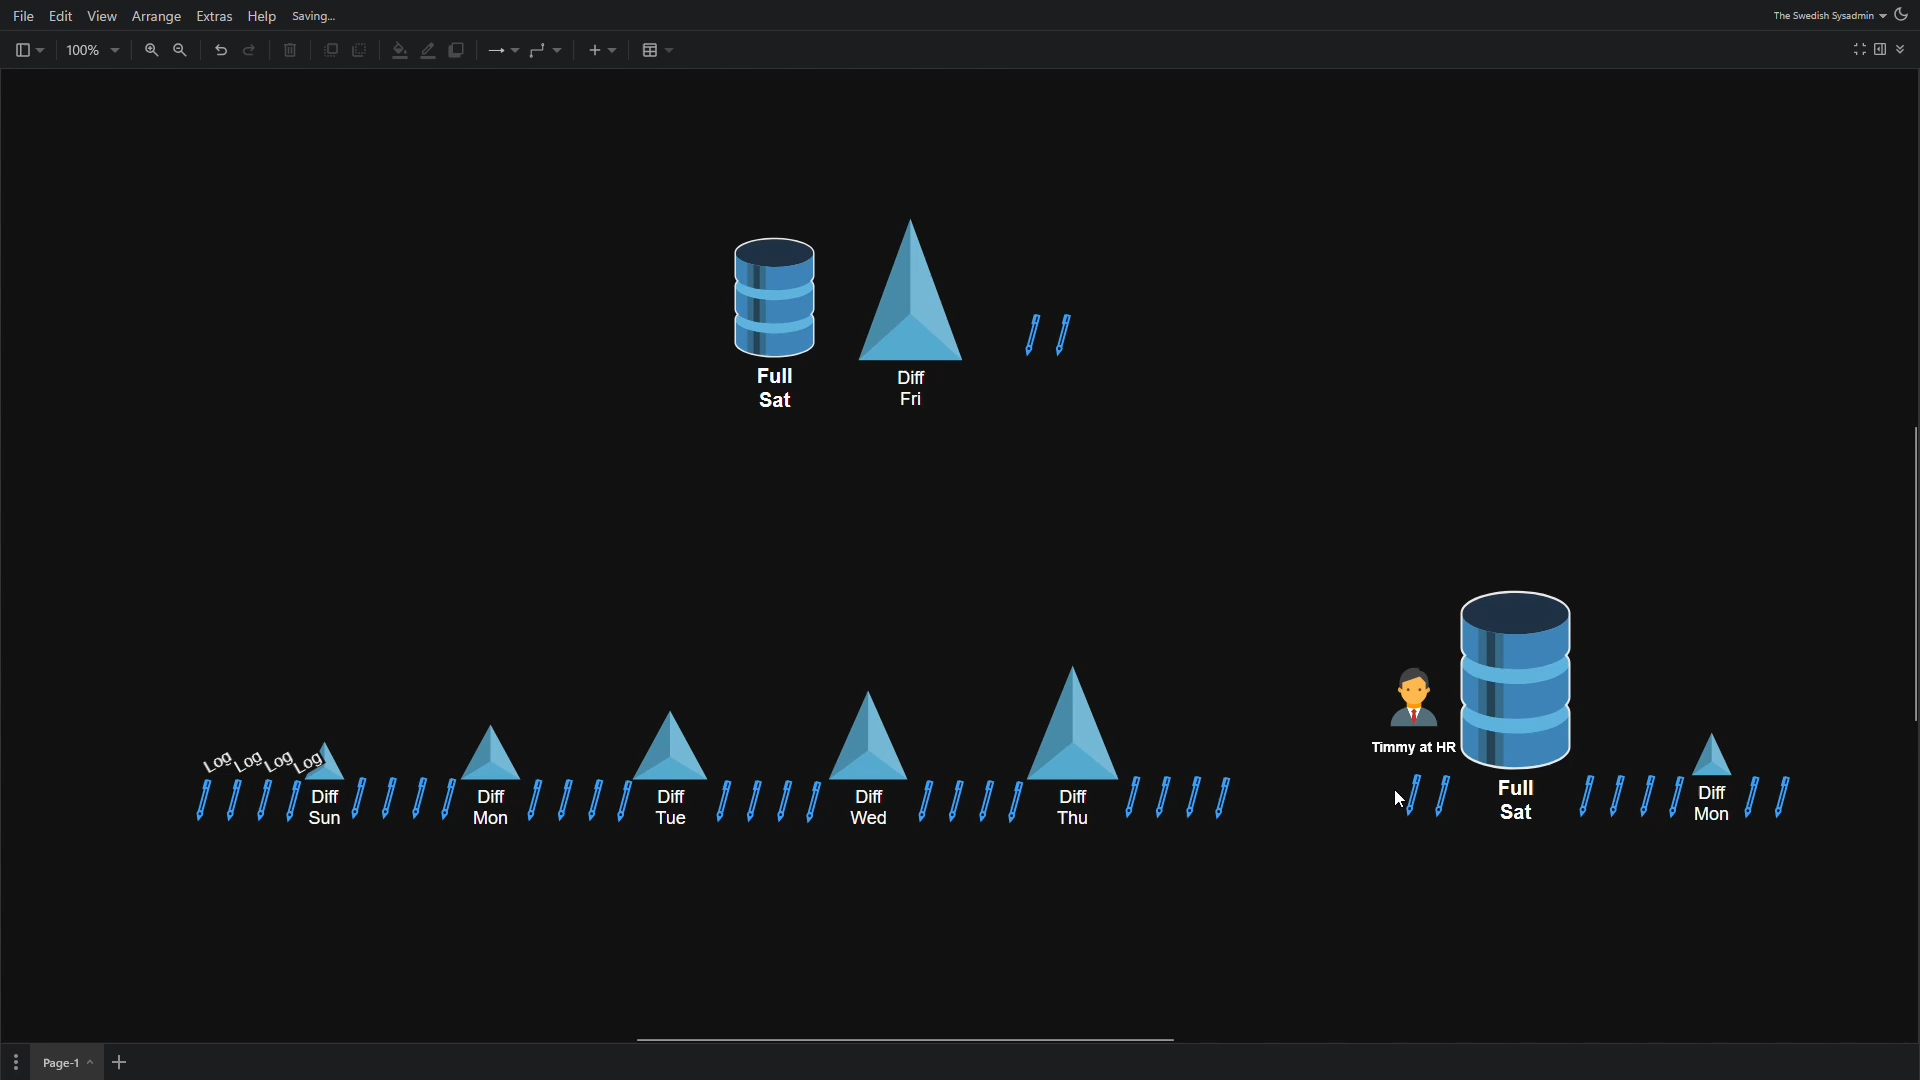 File Edit View Arrange Extras Help Saving...
The Swedish Sysadmin
100%
Full
Sat
Diff
Fri
Log Log Log Log
Diff
Sun
Diff
Mon
Diff
Tue
Diff
Wed
Diff
Thu
Timmy at HR
Full
Sat
Diff
Mon
Page-1